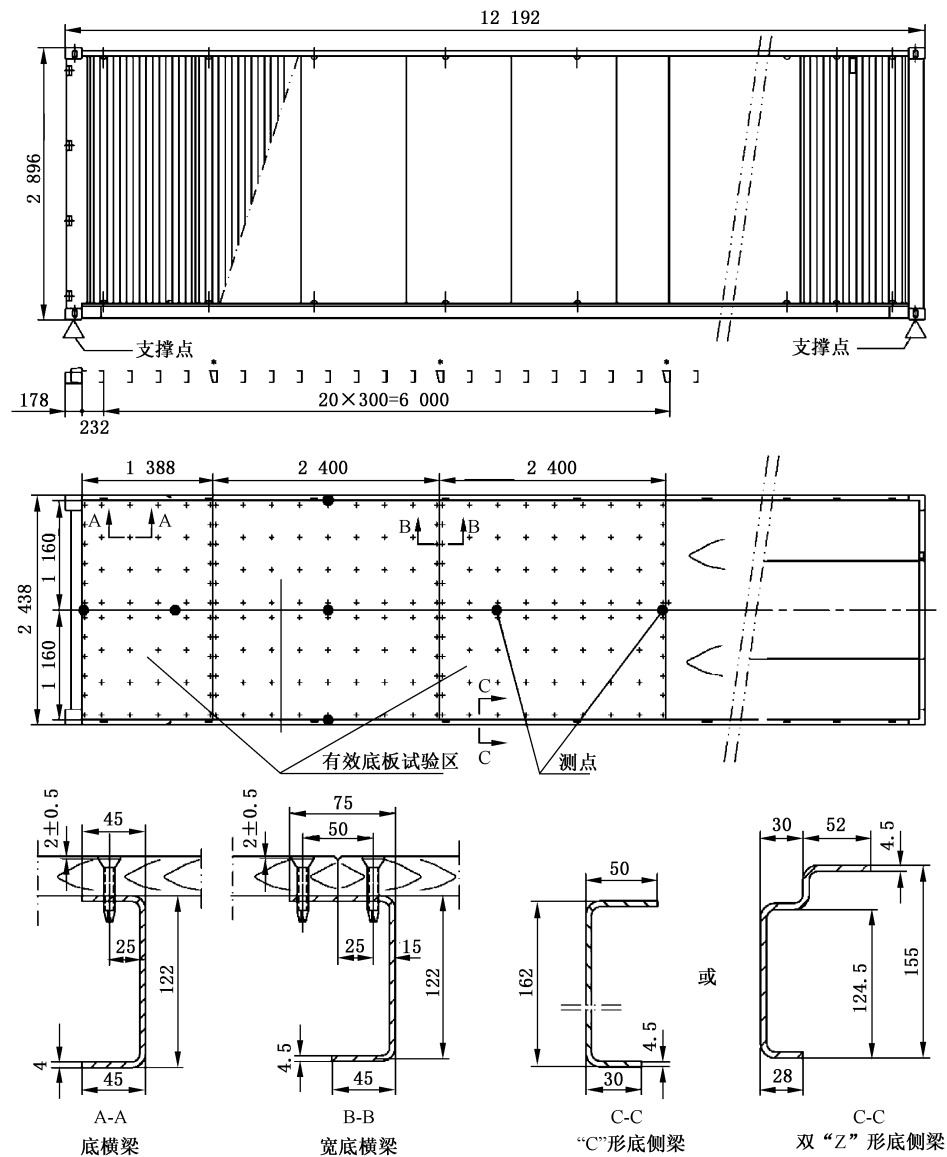 12 192
2 896
支撑点
支撑点
* * *
178
232
20×300=6 000
1 388
2 400
2 400
A A
B B
1 160
2 438
1 160
C
C
有效底板试验区
测点
2±0.5
45
25
122
4
45
A-A
底横梁
2±0.5
75
50
25
15
122
4.5
45
B-B
宽底横梁
50
162
4.5
30
C-C
“C”形底侧梁
或
30
52
4.5
124.5
155
28
C-C
双“Z”形底侧梁